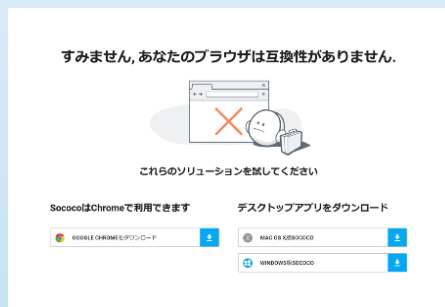 すみません, あなたのブラウザは互換性がありません.
これらのソリューションを試してください
SococoはChromeで利用できます
デスクトップアプリをダウンロード
GOOGLE CHROMEをダウンロード
MAC OS X版SOCOCO
WINDOWS版SOCOCO